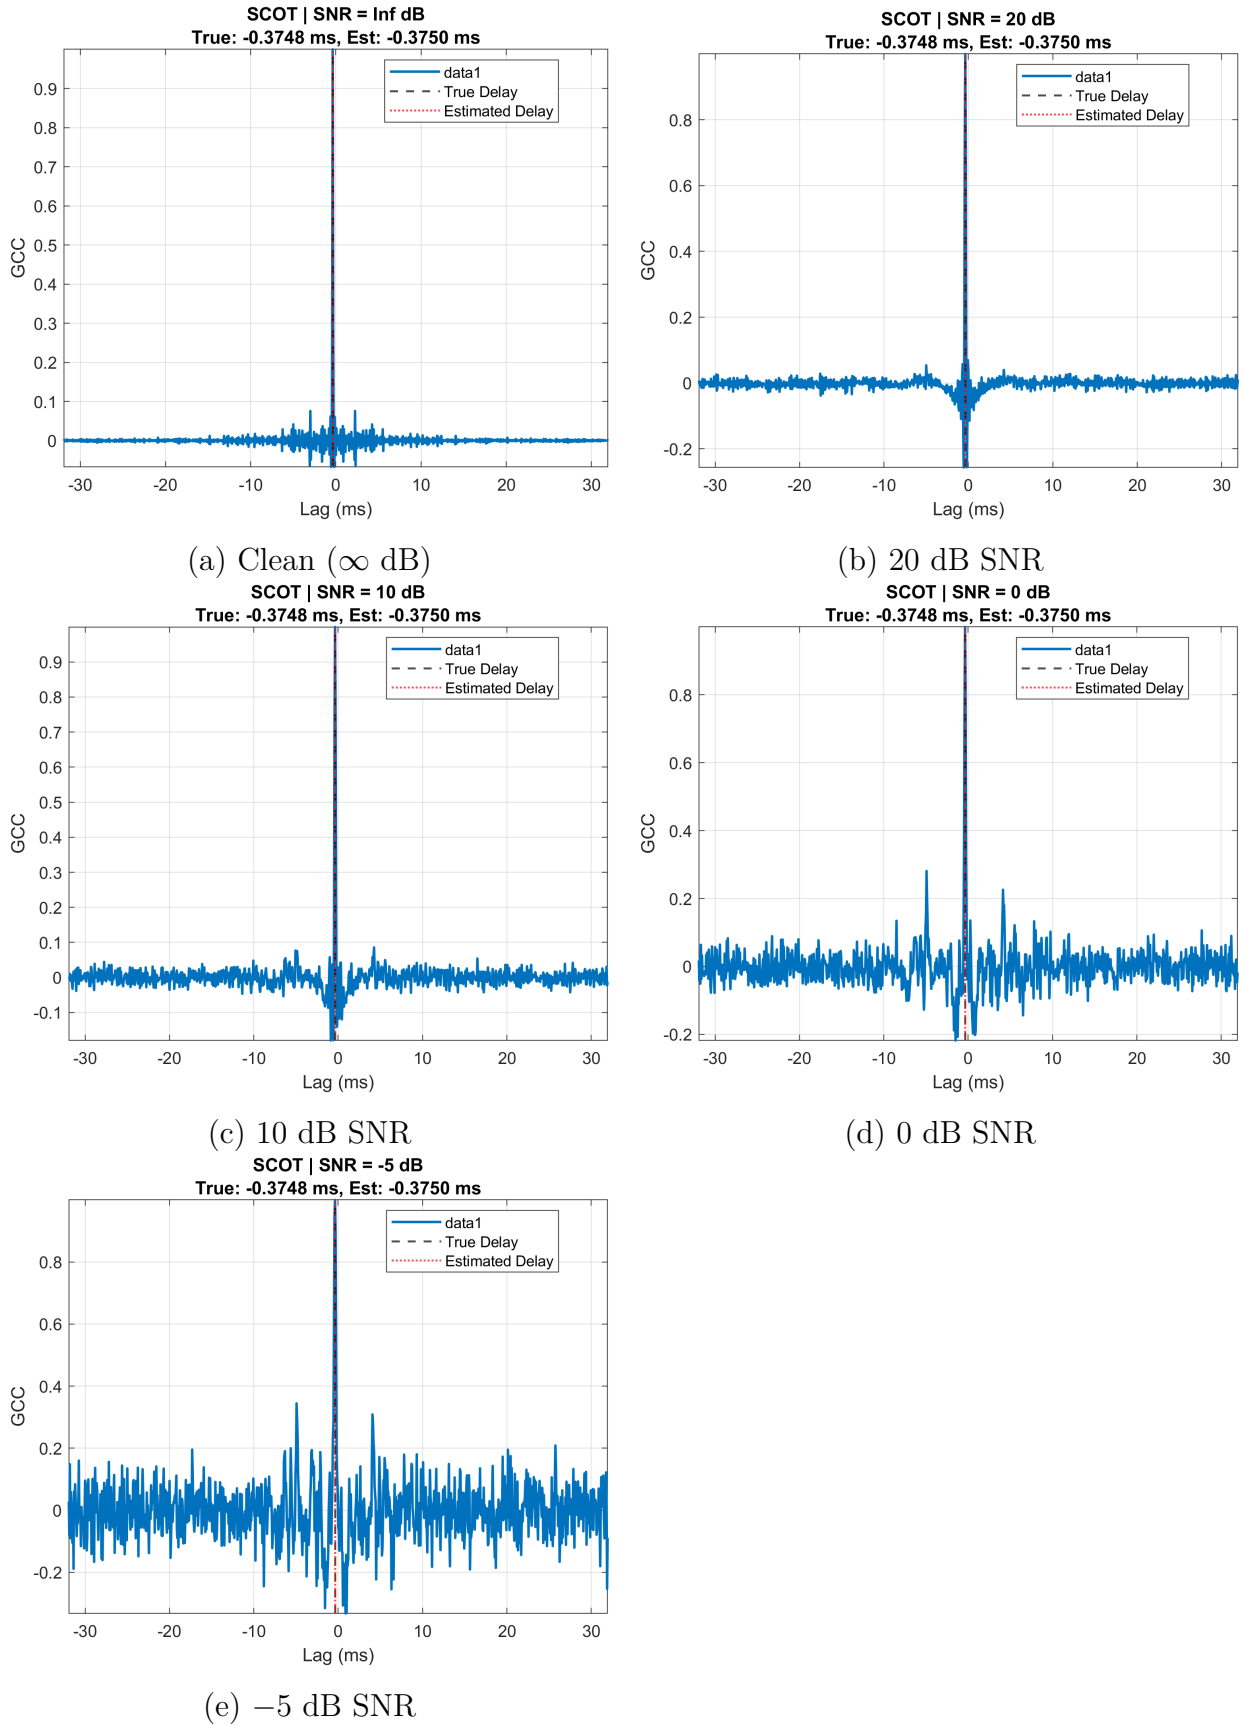 SCOT | SNR = Inf dB
True: -0.3748 ms, Est: -0.3750 ms
data1
True Delay
Estimated Delay
0.9
0.8
0.7
0.6
0.5
0.4
0.3
0.2
0.1
0
GCC
-30 -20 -10 0 10 20 30
Lag (ms)
(a) Clean (∞ dB)
SCOT | SNR = 20 dB
True: -0.3748 ms, Est: -0.3750 ms
data1
True Delay
Estimated Delay
0.8
0.6
0.4
0.2
0
-0.2
GCC
-30 -20 -10 0 10 20 30
Lag (ms)
(b) 20 dB SNR
SCOT | SNR = 10 dB
True: -0.3748 ms, Est: -0.3750 ms
data1
True Delay
Estimated Delay
0.9
0.8
0.7
0.6
0.5
0.4
0.3
0.2
0.1
0
-0.1
GCC
-30 -20 -10 0 10 20 30
Lag (ms)
(c) 10 dB SNR
SCOT | SNR = 0 dB
True: -0.3748 ms, Est: -0.3750 ms
data1
True Delay
Estimated Delay
0.8
0.6
0.4
0.2
0
-0.2
GCC
-30 -20 -10 0 10 20 30
Lag (ms)
(d) 0 dB SNR
SCOT | SNR = -5 dB
True: -0.3748 ms, Est: -0.3750 ms
data1
True Delay
Estimated Delay
0.8
0.6
0.4
0.2
0
-0.2
GCC
-30 -20 -10 0 10 20 30
Lag (ms)
(e) −5 dB SNR